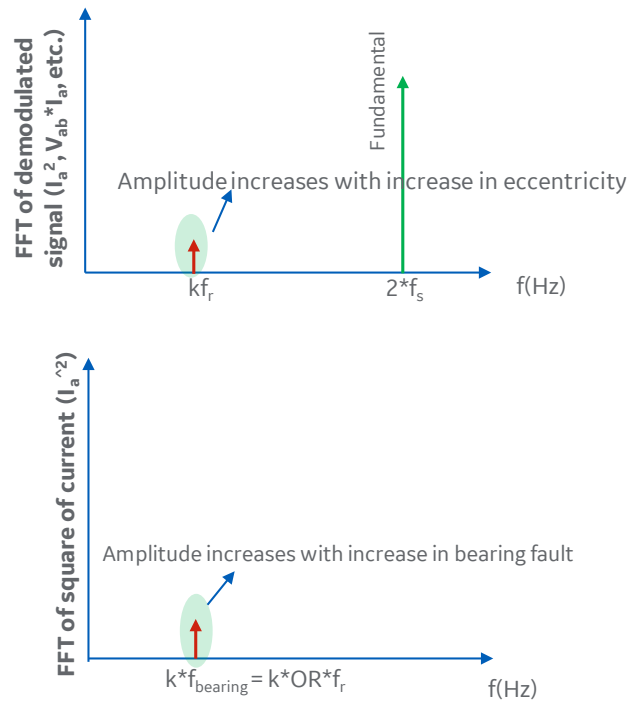 FFT of demodulated
signal (Iₐ², Vₐb *Iₐ, etc.)
Fundamental
Amplitude increases with increase in eccentricity
kfᵣ
2*fₛ
f(Hz)
FFT of square of current (Iₐ^²)
Amplitude increases with increase in bearing fault
k*f_bearing = k*OR*fᵣ
f(Hz)